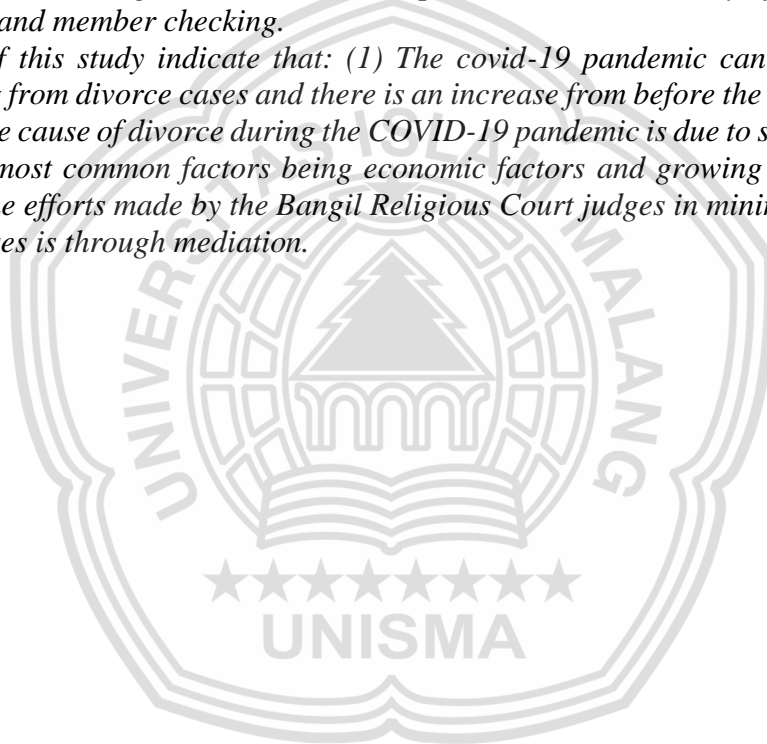 and member checking.
f this study indicate that: (1) The covid-19 pandemic can
from divorce cases and there is an increase from before the
e cause of divorce during the COVID-19 pandemic is due to s
most common factors being economic factors and growing
e efforts made by the Bangil Religious Court judges in mini
es is through mediation.
UNIVERSITAS ISLAM MALANG
UNISMA